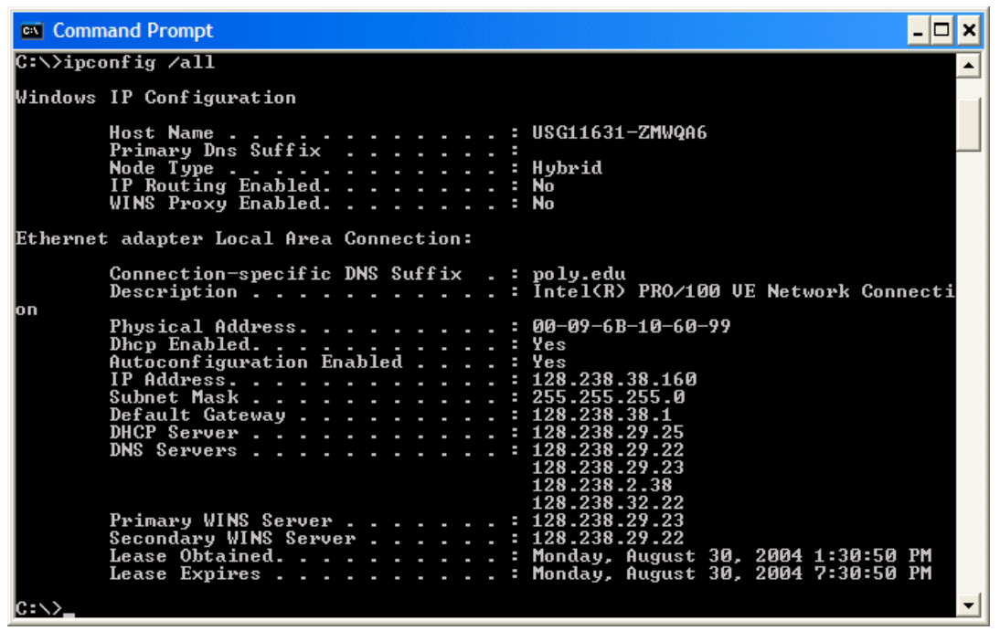 Command Prompt
C:\>ipconfig /all
Windows IP Configuration
Host Name . . . . . . . . . . . . : USG11631-ZMWQA6
Primary Dns Suffix . . . . . . . :
Node Type . . . . . . . . . . . . : Hybrid
IP Routing Enabled. . . . . . . . : No
WINS Proxy Enabled. . . . . . . . : No
Ethernet adapter Local Area Connection:
Connection-specific DNS Suffix . : poly.edu
Description . . . . . . . . . . . : Intel(R) PRO/100 VE Network Connecti
on
Physical Address. . . . . . . . . : 00-09-6B-10-60-99
Dhcp Enabled. . . . . . . . . . . : Yes
Autoconfiguration Enabled . . . . : Yes
IP Address. . . . . . . . . . . . : 128.238.38.160
Subnet Mask . . . . . . . . . . . : 255.255.255.0
Default Gateway . . . . . . . . . : 128.238.38.1
DHCP Server . . . . . . . . . . . : 128.238.29.25
DNS Servers . . . . . . . . . . . : 128.238.29.22
128.238.29.23
128.238.2.38
128.238.32.22
Primary WINS Server . . . . . . . : 128.238.29.23
Secondary WINS Server . . . . . . : 128.238.29.22
Lease Obtained. . . . . . . . . . : Monday, August 30, 2004 1:30:50 PM
Lease Expires . . . . . . . . . . : Monday, August 30, 2004 7:30:50 PM
C:\>_